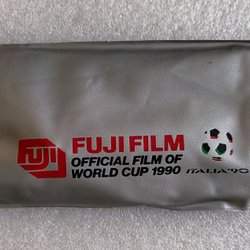 FUJI
FUJI FILM
OFFICIAL FILM OF
WORLD CUP 1990
ITALIA '90